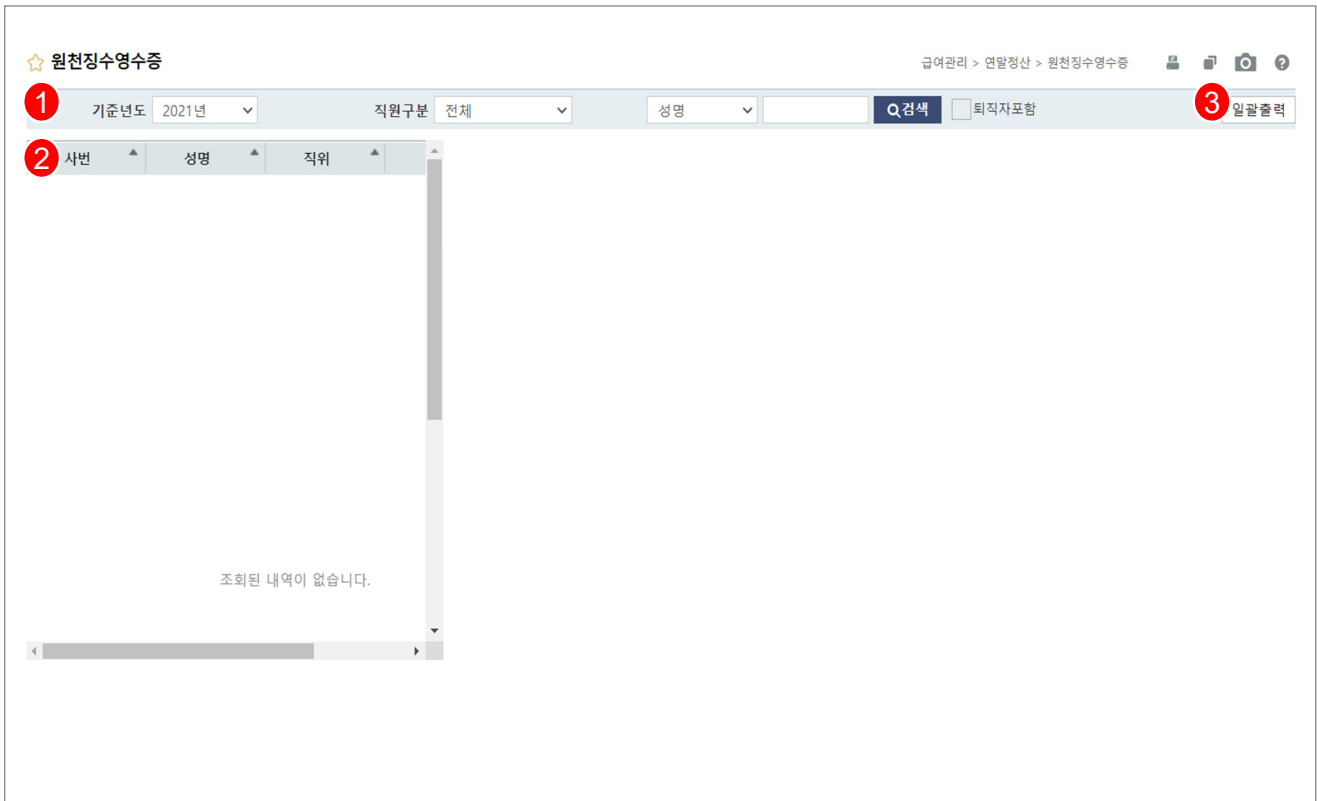 원천징수영수증
급여관리 > 연말정산 > 원천징수영수증
1 기준년도 2021년 직원구분 전체 성명 검색 퇴직자포함 3 일괄출력
2 사번 성명 직위
조회된 내역이 없습니다.